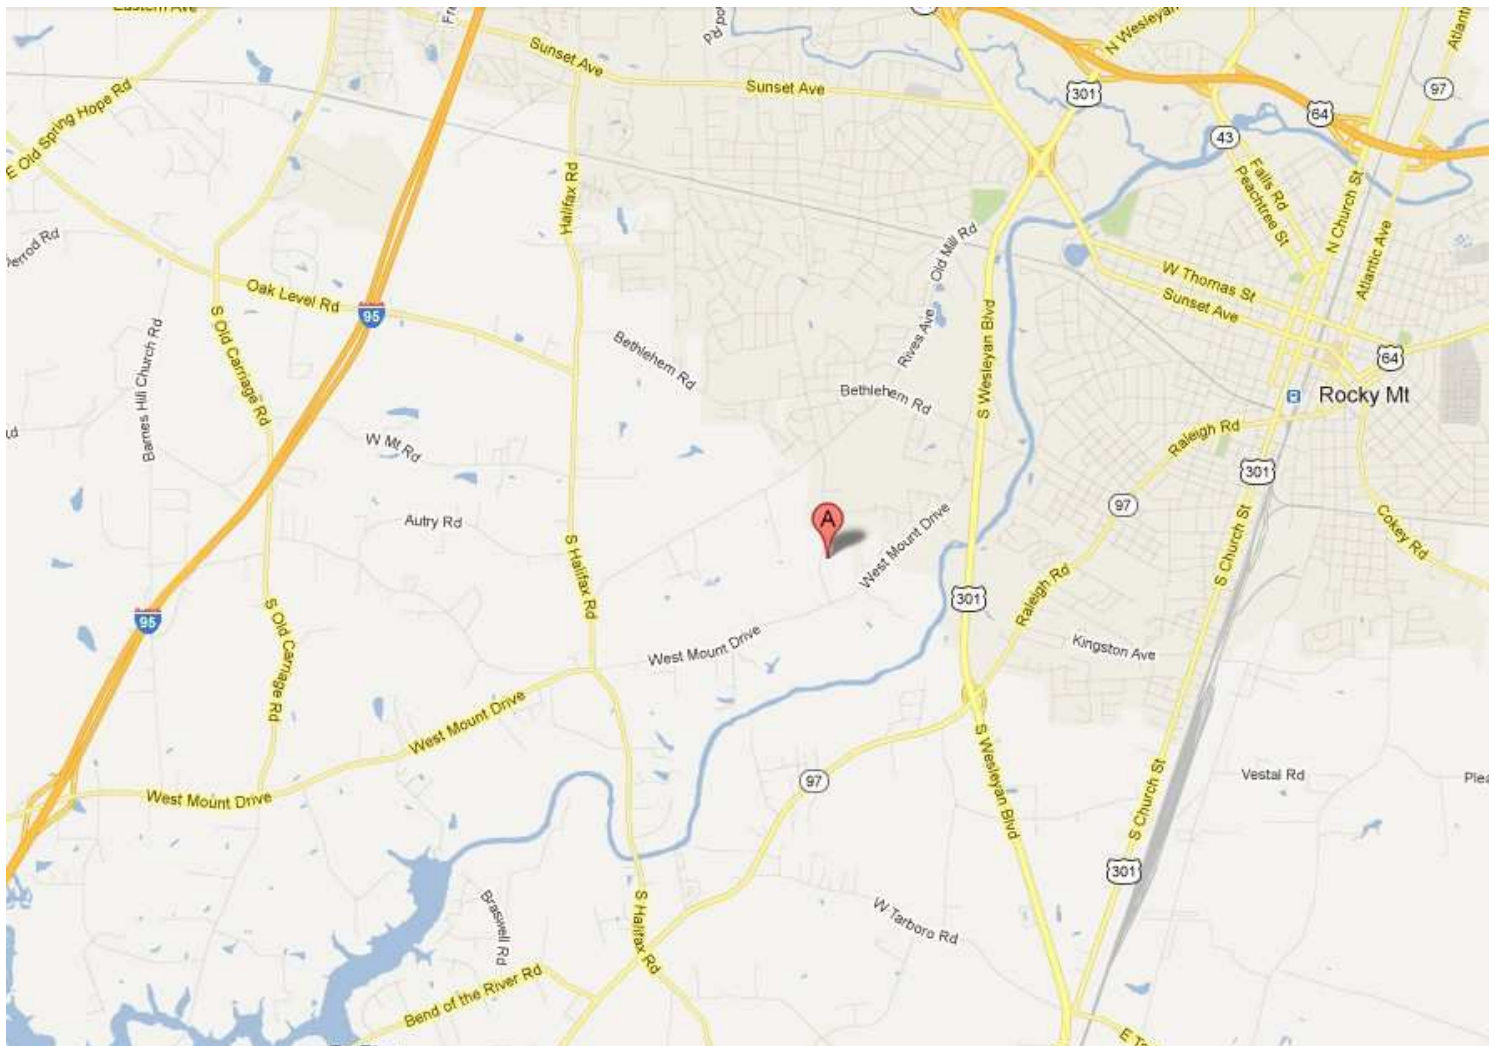 Eastern Ave
Sunset Ave
Sunset Ave
N Wesleyan
301
64
97
43
E Old Spring Hope Rd
Halifax Rd
Falls Rd
Peachtree St
N Church St
Atlantic Ave
Old Mill Rd
Rives Ave
W Thomas St
Sunset Ave
Oak Level Rd
95
S Old Carriage Rd
Barnes Hill Church Rd
Bethlehem Rd
Bethlehem Rd
S Wesleyan Blvd
64
Rocky Mt
Raleigh Rd
W Mt Rd
301
97
Autry Rd
A
West Mount Drive
Cokey Rd
S Halifax Rd
S Church St
95
S Old Carriage Rd
301
Raleigh Rd
Kingston Ave
West Mount Drive
West Mount Drive
West Mount Drive
97
S Wesleyan Blvd
Vestal Rd
S Church St
301
Braswell Rd
S Halifax Rd
W Tarboro Rd
Bend of the River Rd